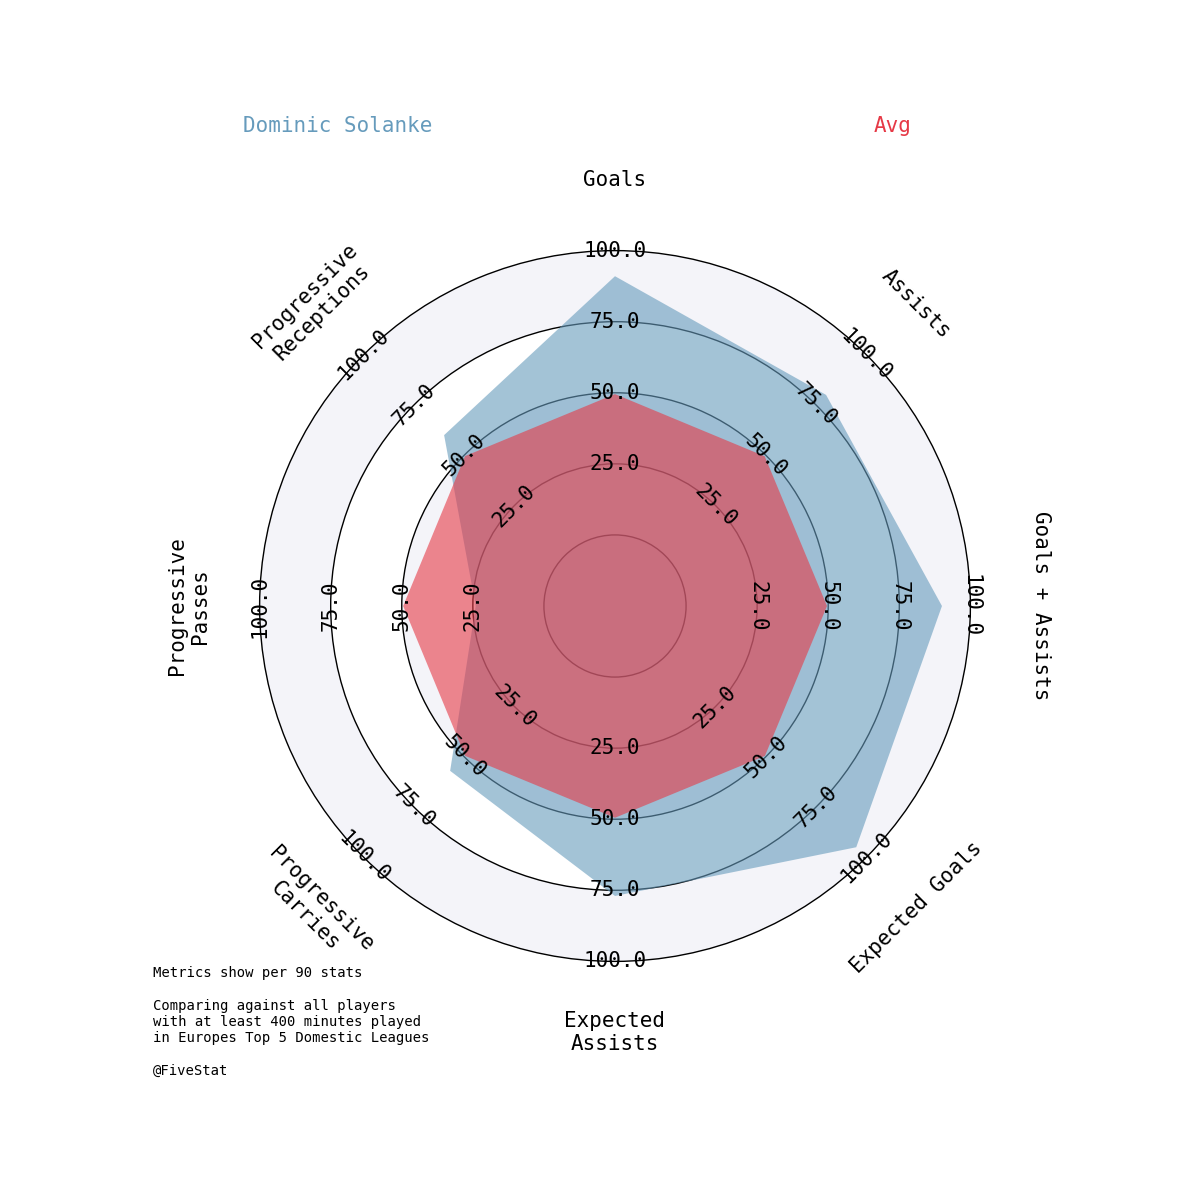 Dominic Solanke
Avg
Goals
Assists
Goals + Assists
Expected Goals
Expected
Assists
Progressive
Carries
Progressive
Passes
Progressive
Receptions
25.0
50.0
75.0
100.0
25.0
50.0
75.0
100.0
25.0
50.0
75.0
100.0
25.0
50.0
75.0
100.0
25.0
50.0
75.0
100.0
25.0
50.0
75.0
100.0
25.0
50.0
75.0
100.0
25.0
50.0
75.0
100.0
Metrics show per 90 stats
Comparing against all players
with at least 400 minutes played
in Europes Top 5 Domestic Leagues
@FiveStat